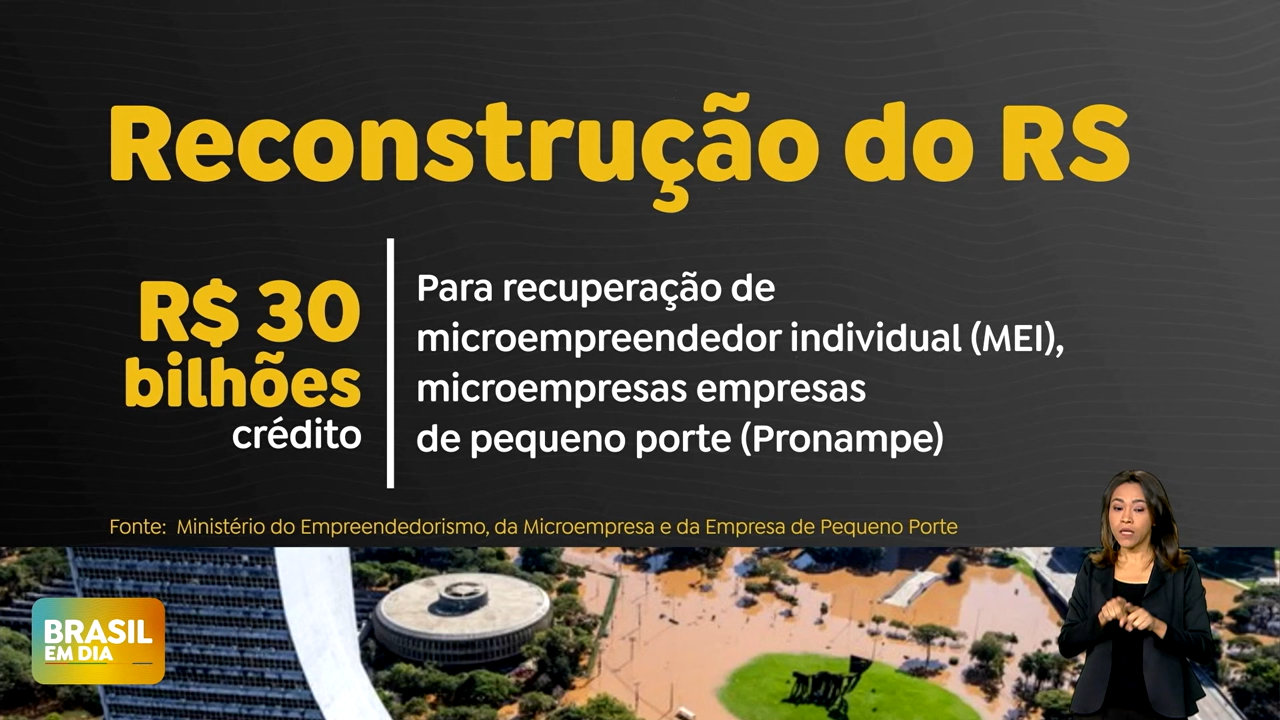 Reconstrução do RS
R$ 30
bilhões
crédito
Para recuperação de
microempreendedor individual (MEI),
microempresas empresas
de pequeno porte (Pronampe)
Fonte: Ministério do Empreendedorismo, da Microempresa e da Empresa de Pequeno Porte
BRASIL
EM DIA